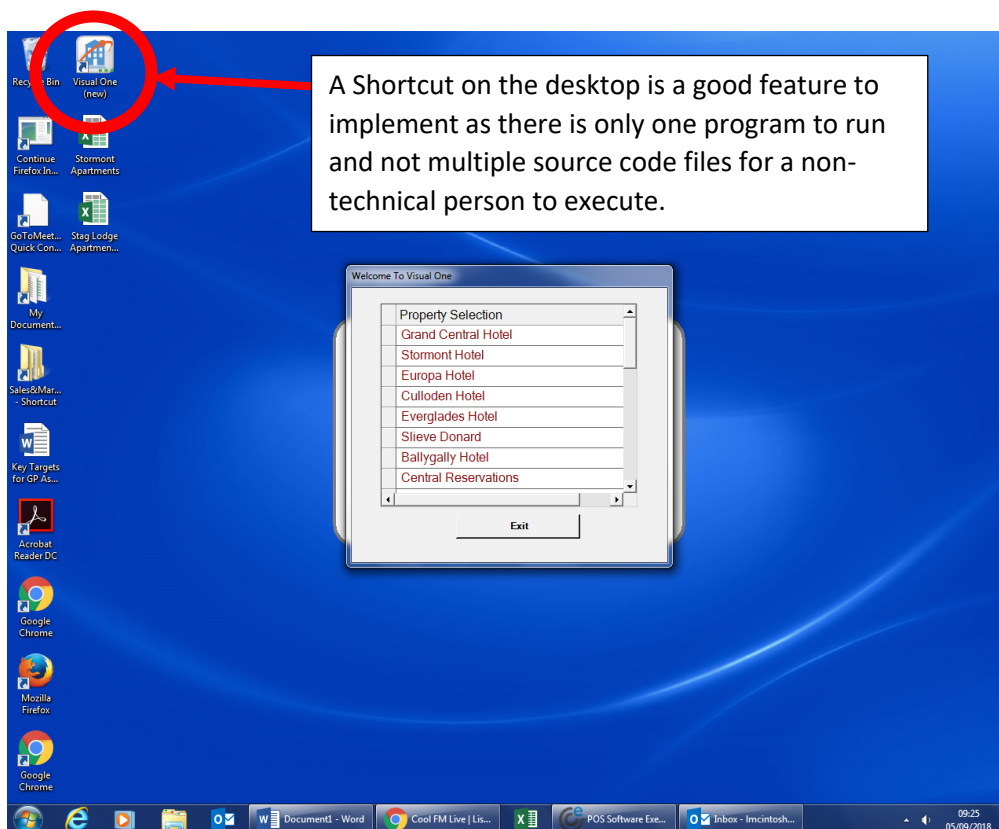 A Shortcut on the desktop is a good feature to
implement as there is only one program to run
and not multiple source code files for a non-
technical person to execute.
Bin
Visual One
(new)
Continue
Firefox In...
Stormont
Apartments
GoToMeet...
Quick Con...
Stag Lodge
Apartmen...
My
Document...
Sales&Mar...
- Shortcut
Key Targets
for GP As...
Acrobat
Reader DC
Google
Chrome
Mozilla
Firefox
Google
Chrome
Welcome To Visual One
Property Selection
Grand Central Hotel
Stormont Hotel
Europa Hotel
Culloden Hotel
Everglades Hotel
Slieve Donard
Ballygally Hotel
Central Reservations
Exit
Document1 - Word
Cool FM Live | Lis...
POS Software Exe...
Inbox - lmcintosh...
09:25
05/09/2018